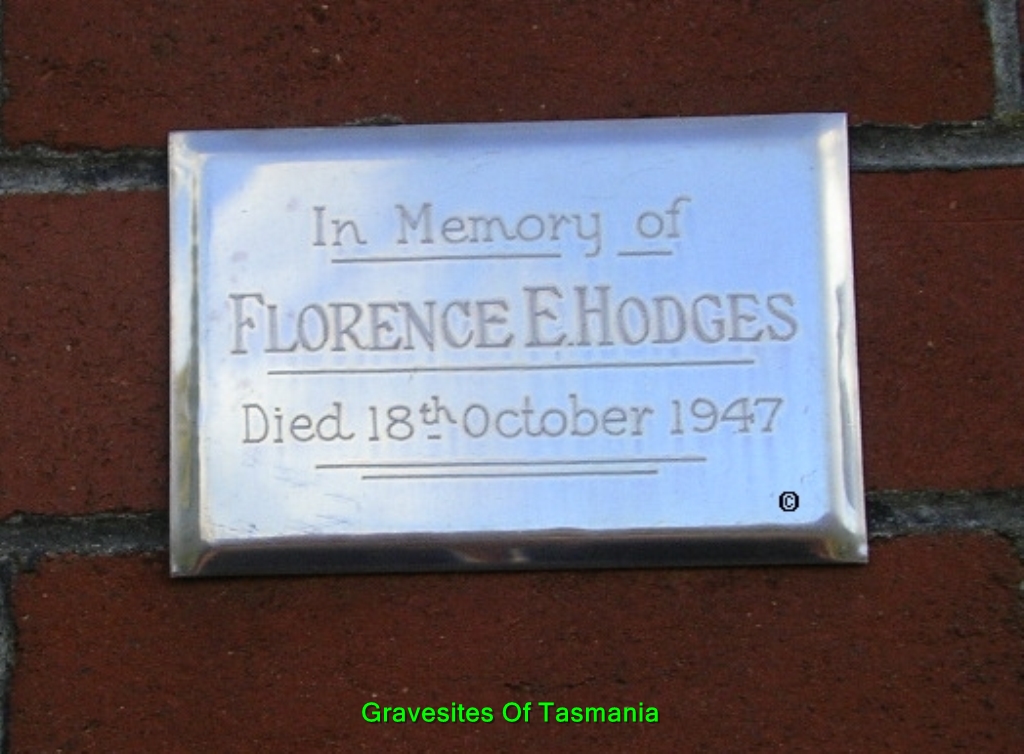 In Memory of
FLORENCE E.HODGES
Died 18th October 1947
©
Gravesites Of Tasmania